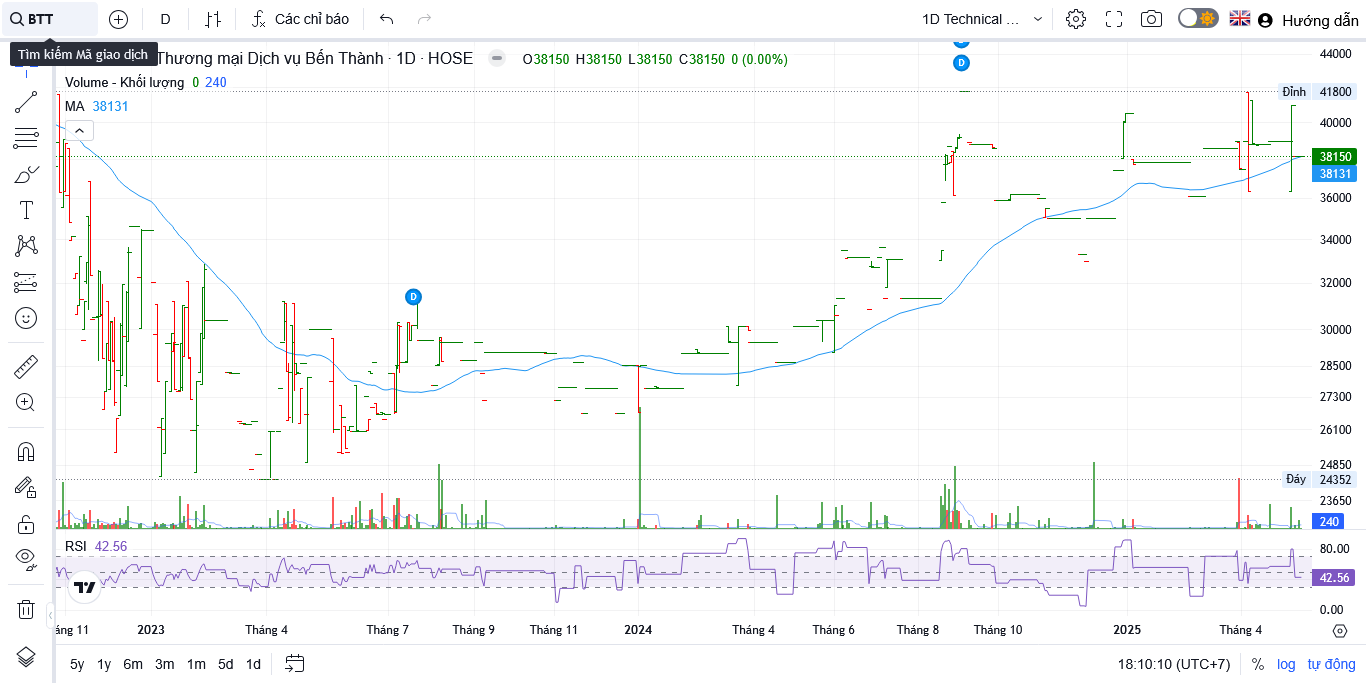 BTT
D
Các chỉ báo
1D Technical ...
Hướng dẫn
Tìm kiếm Mã giao dịch
Thương mại Dịch vụ Bến Thành · 1D · HOSE
O38150 H38150 L38150 C38150 0 (0.00%)
Volume - Khối lượng 0 240
MA 38131
D
D
44000
Đỉnh 41800
40000
38150
38131
36000
34000
32000
30000
28500
27300
26100
24850
Đáy 24352
23650
240
RSI 42.56
80.00
42.56
0.00
áng 11
2023
Tháng 4
Tháng 7
Tháng 9
Tháng 11
2024
Tháng 4
Tháng 6
Tháng 8
Tháng 10
2025
Tháng 4
5y 1y 6m 3m 1m 5d 1d
18:10:10 (UTC+7)
% log tự động